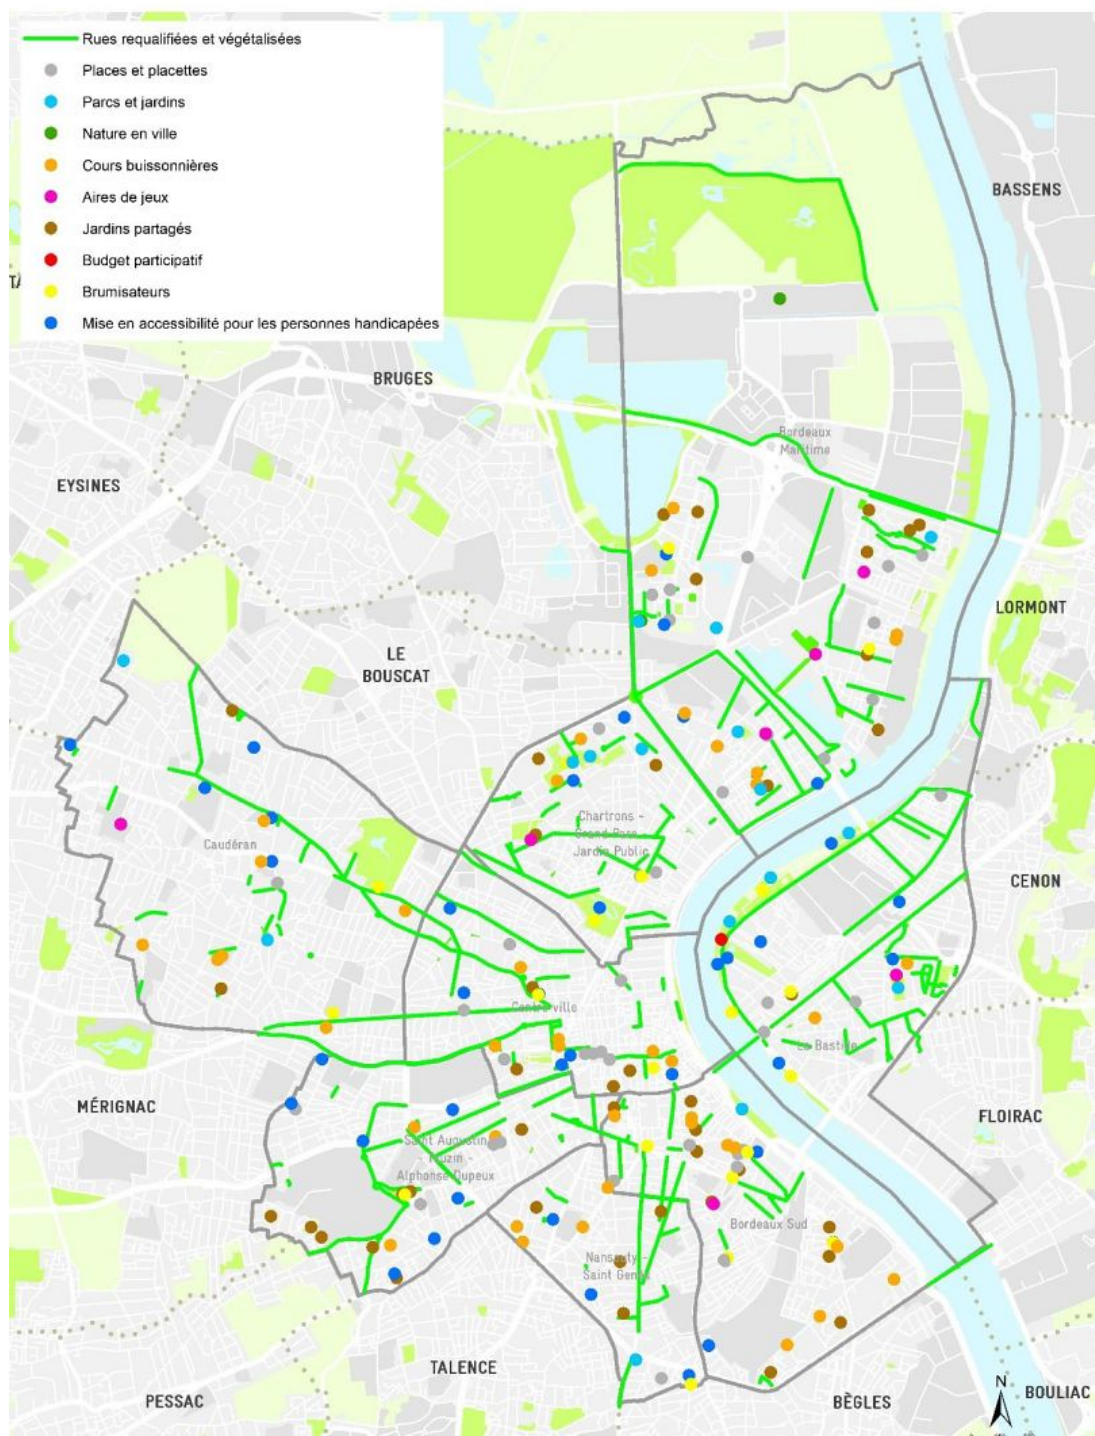 Rues requalifiées et végétalisées
Places et placettes
Parcs et jardins
Nature en ville
Cours buissonnières
Aires de jeux
Jardins partagés
Budget participatif
Brumisateurs
Mise en accessibilité pour les personnes handicapées
BASSENS
BRUGES
Bordeaux
Maritime
EYSINES
LORMONT
LE
BOUSCAT
Chartrons -
Grand Parc -
Jardin Public
Caudéran
CENON
Centre ville
La Bastide
MÉRIGNAC
FLOIRAC
Saint Augustin
- Tauzin -
Alphonse Dupeux
Bordeaux Sud
Nansouty -
Saint Genès
TALENCE
PESSAC
BÈGLES
N
BOULIAC